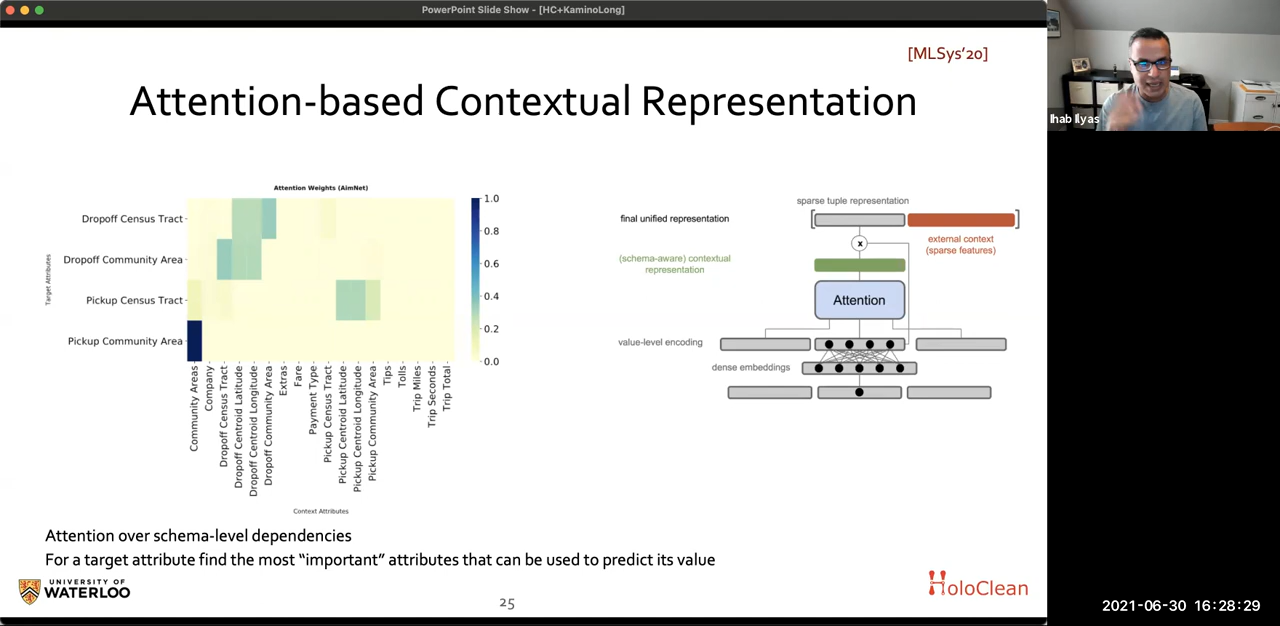 PowerPoint Slide Show - [HC+KaminoLong]
[MLSys'20]
Attention-based Contextual Representation
Attention Weights (AimNet)
Target Attributes
Dropoff Census Tract
Dropoff Community Area
Pickup Census Tract
Pickup Community Area
1.0
0.8
0.6
0.4
0.2
0.0
Community Areas
Company
Dropoff Census Tract
Dropoff Centroid Latitude
Dropoff Centroid Longitude
Dropoff Community Area
Extras
Fare
Payment Type
Pickup Census Tract
Pickup Centroid Latitude
Pickup Centroid Longitude
Pickup Community Area
Tips
Tolls
Trip Miles
Trip Seconds
Trip Total
Context Attributes
sparse tuple representation
final unified representation
x
external context
(sparse features)
(schema-aware) contextual
representation
Attention
value-level encoding
dense embeddings
Attention over schema-level dependencies
For a target attribute find the most “important” attributes that can be used to predict its value
UNIVERSITY OF
WATERLOO
25
HoloClean
Ihab Ilyas
2021-06-30 16:28:29